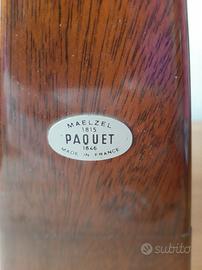 MAELZEL
1815
PAQUET
1846
MADE IN FRANCE
subito